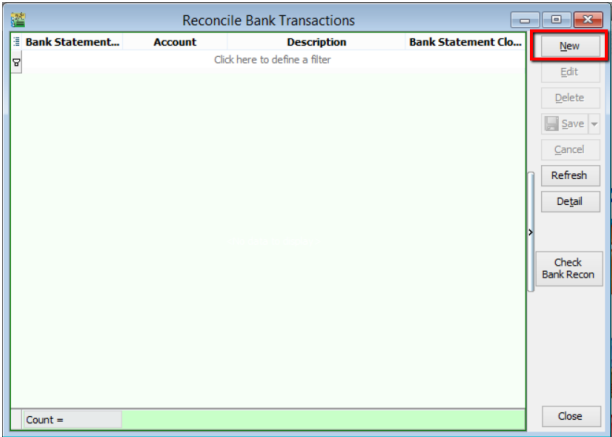 Reconcile Bank Transactions
Bank Statement... Account Description Bank Statement Clo...
Click here to define a filter
New
Edit
Delete
Save
Cancel
Refresh
Detail
Check
Bank Recon
Count =
Close